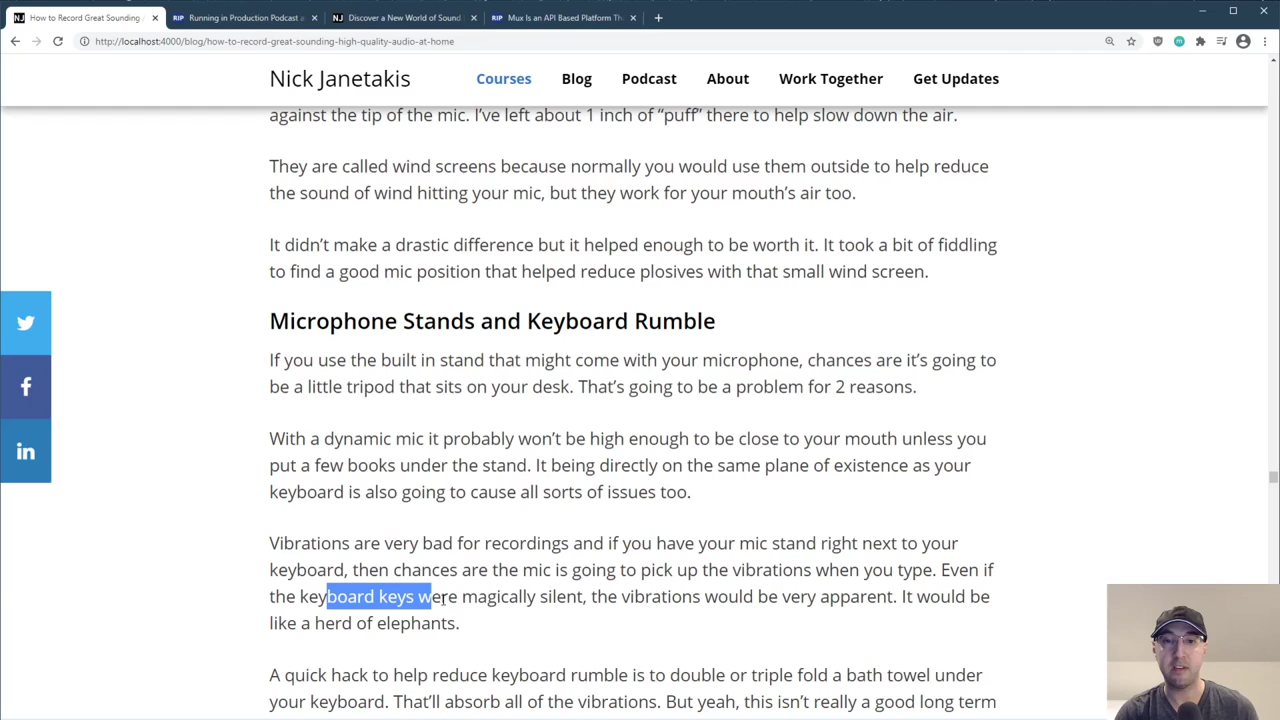 How to Record Great Sounding
Running in Production Podcast
Discover a New World of Sound
Mux Is an API Based Platform
http://localhost:4000/blog/how-to-record-great-sounding-high-quality-audio-at-home
Nick Janetakis
Courses
Blog
Podcast
About
Work Together
Get Updates
against the tip of the mic. I've left about 1 inch of “puff” there to help slow down the air.
They are called wind screens because normally you would use them outside to help reduce
the sound of wind hitting your mic, but they work for your mouth's air too.
It didn't make a drastic difference but it helped enough to be worth it. It took a bit of fiddling
to find a good mic position that helped reduce plosives with that small wind screen.
Microphone Stands and Keyboard Rumble
If you use the built in stand that might come with your microphone, chances are it's going to
be a little tripod that sits on your desk. That's going to be a problem for 2 reasons.
With a dynamic mic it probably won't be high enough to be close to your mouth unless you
put a few books under the stand. It being directly on the same plane of existence as your
keyboard is also going to cause all sorts of issues too.
Vibrations are very bad for recordings and if you have your mic stand right next to your
keyboard, then chances are the mic is going to pick up the vibrations when you type. Even if
the keyboard keys were magically silent, the vibrations would be very apparent. It would be
like a herd of elephants.
A quick hack to help reduce keyboard rumble is to double or triple fold a bath towel under
your keyboard. That'll absorb all of the vibrations. But yeah, this isn't really a good long term